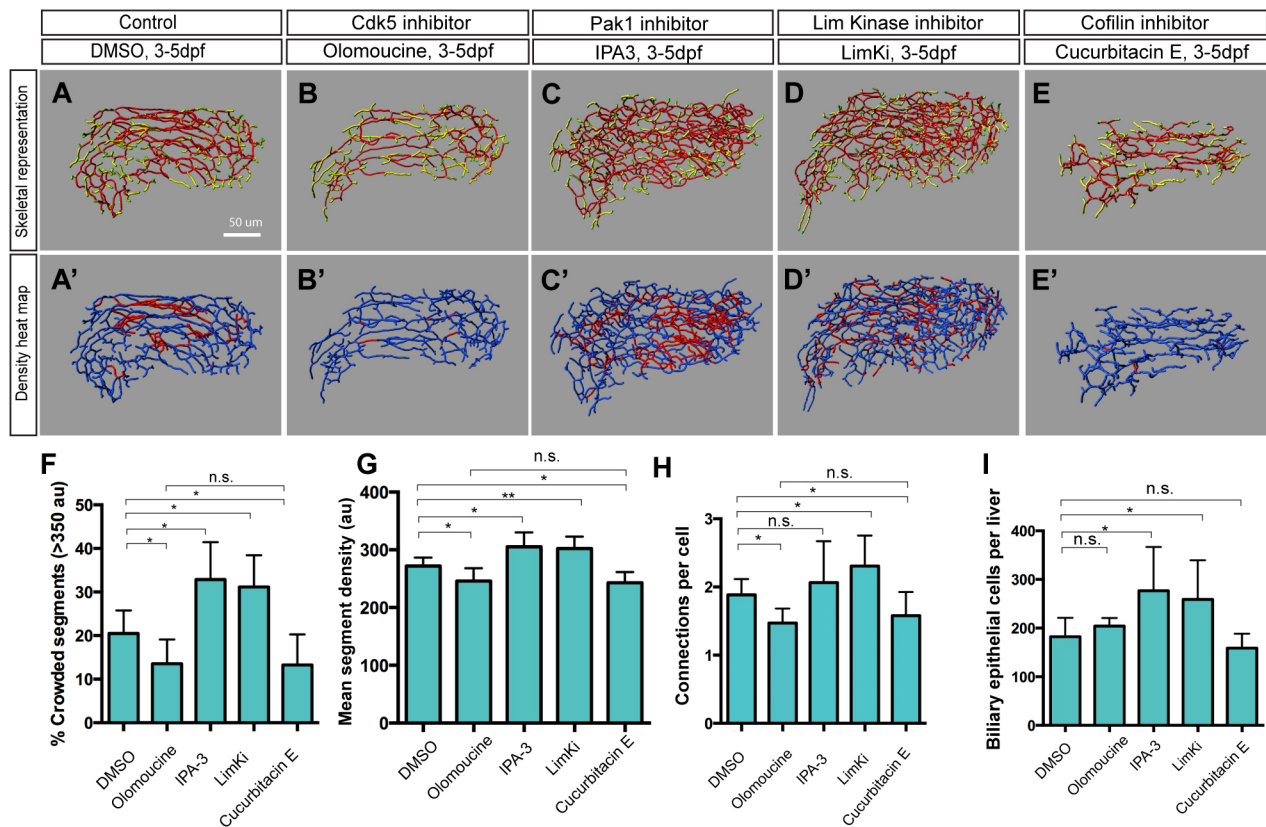 Control
Cdk5 inhibitor
Pak1 inhibitor
Lim Kinase inhibitor
Cofilin inhibitor
DMSO, 3-5dpf
Olomoucine, 3-5dpf
IPA3, 3-5dpf
LimKi, 3-5dpf
Cucurbitacin E, 3-5dpf
Skeletal representation
A
B
C
D
E
50 um
Density heat map
A’
B’
C’
D’
E’
F
% Crowded segments (>350 au)
50
40
30
20
10
0
n.s.
*
*
*
*
DMSO
Olomoucine
IPA-3
LimKi
Cucurbitacin E
G
Mean segment density (au)
400
300
200
100
0
n.s.
*
**
*
*
DMSO
Olomoucine
IPA-3
LimKi
Cucurbitacin E
H
Connections per cell
3
2
1
0
n.s.
*
*
n.s.
*
DMSO
Olomoucine
IPA-3
LimKi
Cucurbitacin E
I
Biliary epithelial cells per liver
400
300
200
100
0
n.s.
*
*
n.s.
DMSO
Olomoucine
IPA-3
LimKi
Cucurbitacin E